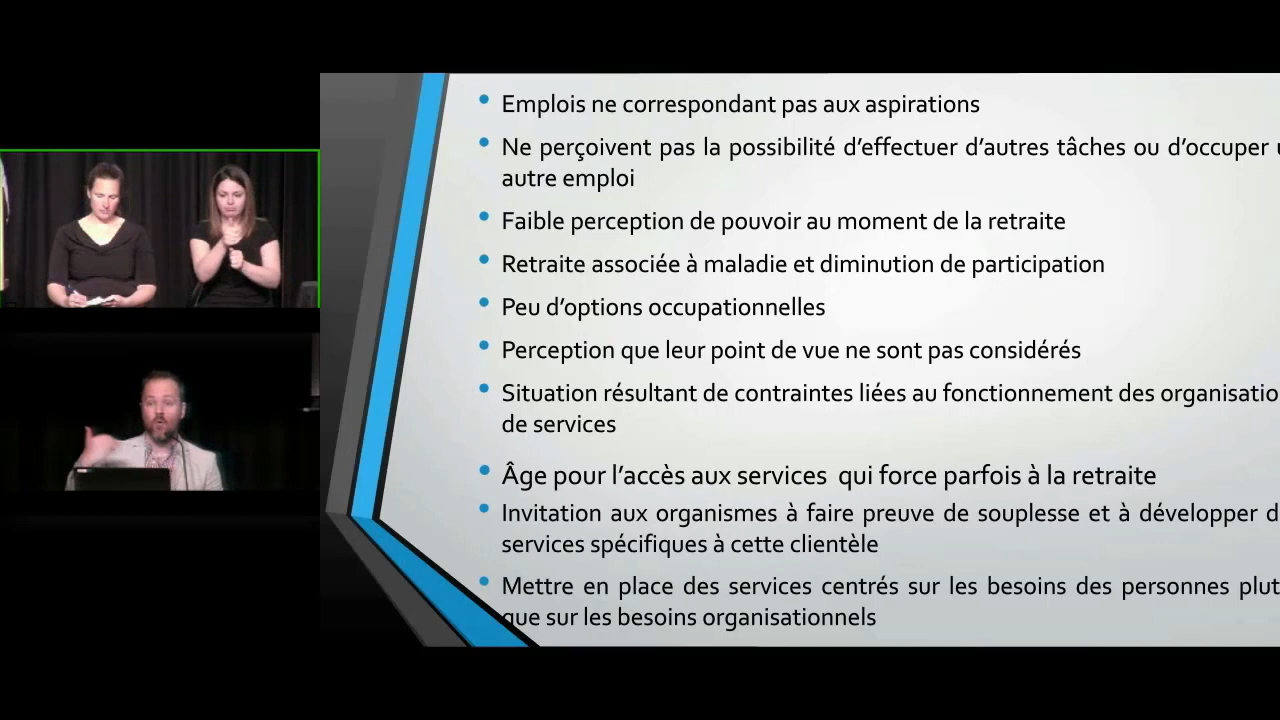 • Emplois ne correspondant pas aux aspirations
• Ne perçoivent pas la possibilité d’effectuer d’autres tâches ou d’occuper
autre emploi
• Faible perception de pouvoir au moment de la retraite
• Retraite associée à maladie et diminution de participation
• Peu d’options occupationnelles
• Perception que leur point de vue ne sont pas considérés
• Situation résultant de contraintes liées au fonctionnement des organisatio
de services
• Âge pour l’accès aux services qui force parfois à la retraite
• Invitation aux organismes à faire preuve de souplesse et à développer d
services spécifiques à cette clientèle
• Mettre en place des services centrés sur les besoins des personnes plut
que sur les besoins organisationnels